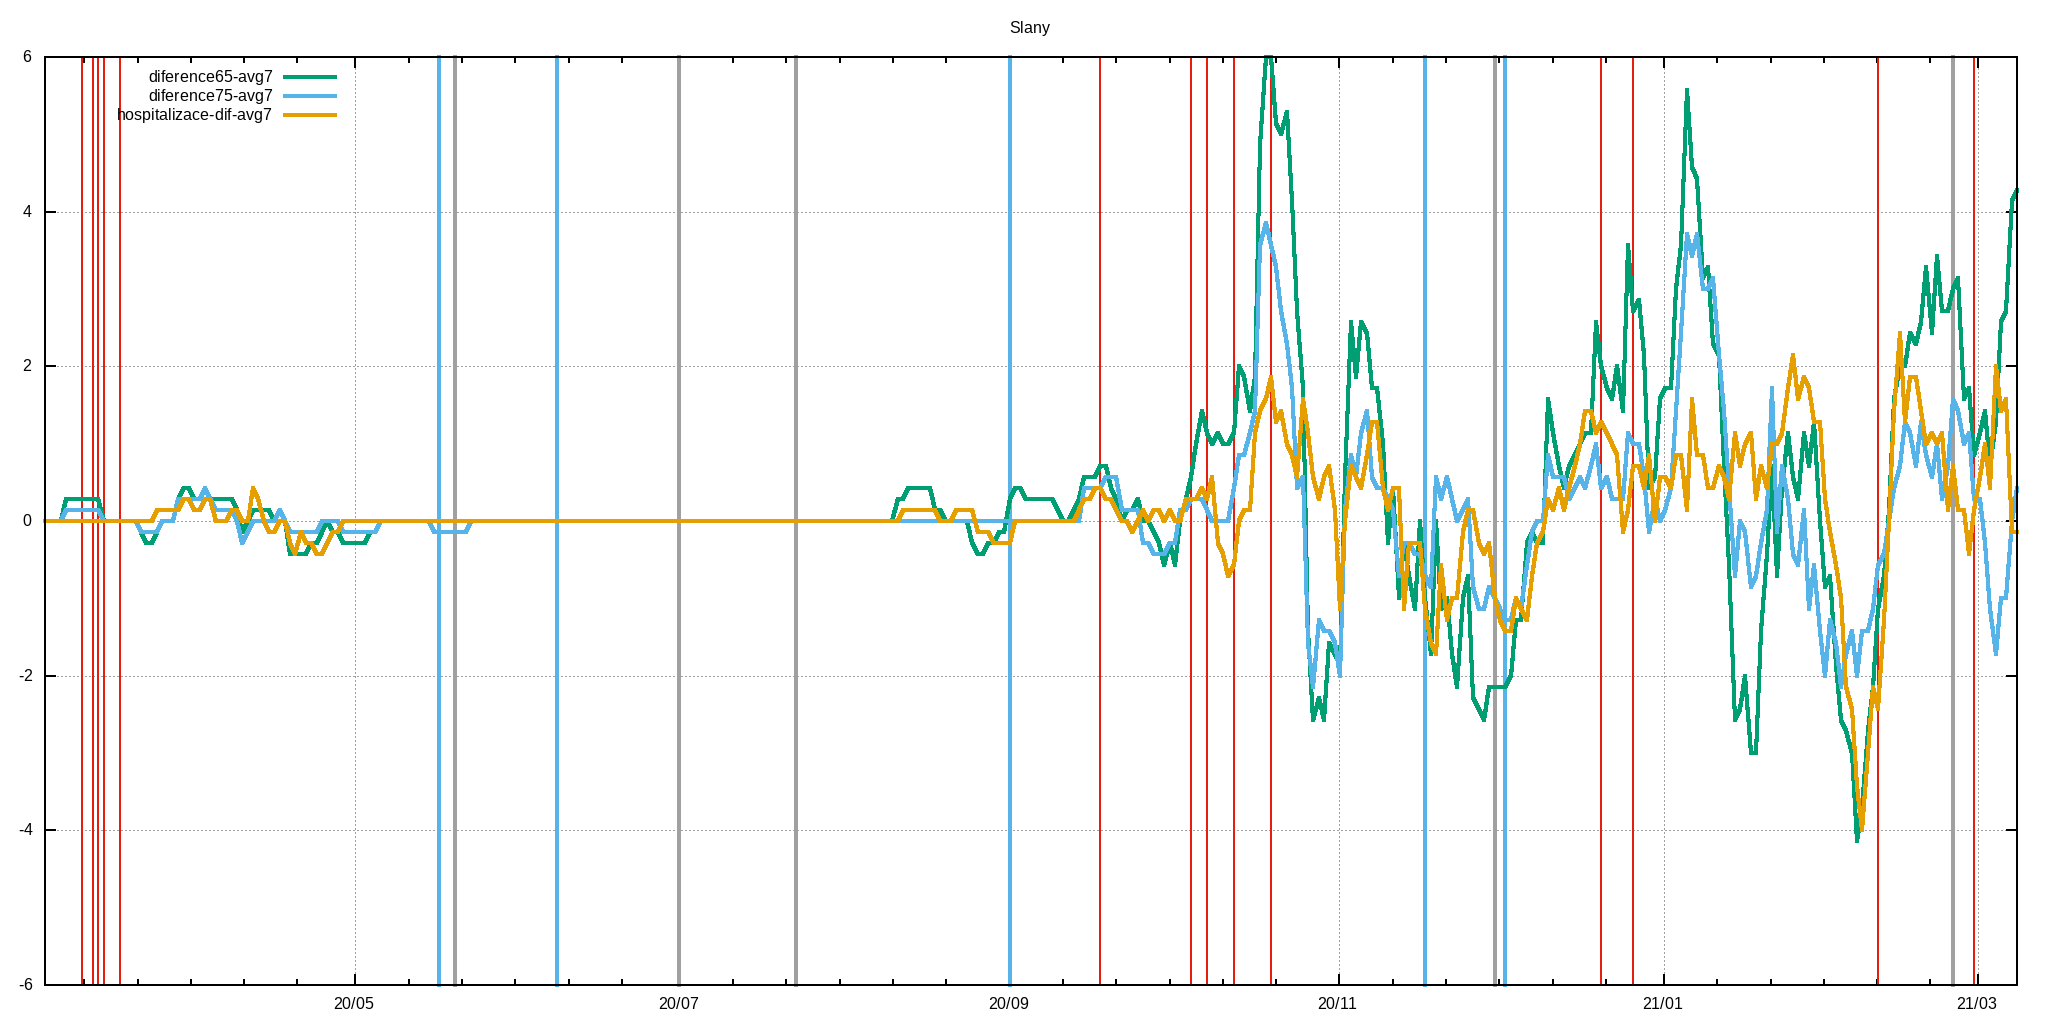 Slany
6
diference65-avg7
diference75-avg7
hospitalizace-dif-avg7
4
2
0
-2
-4
-6
20/05 20/07 20/09 20/11 21/01 21/03